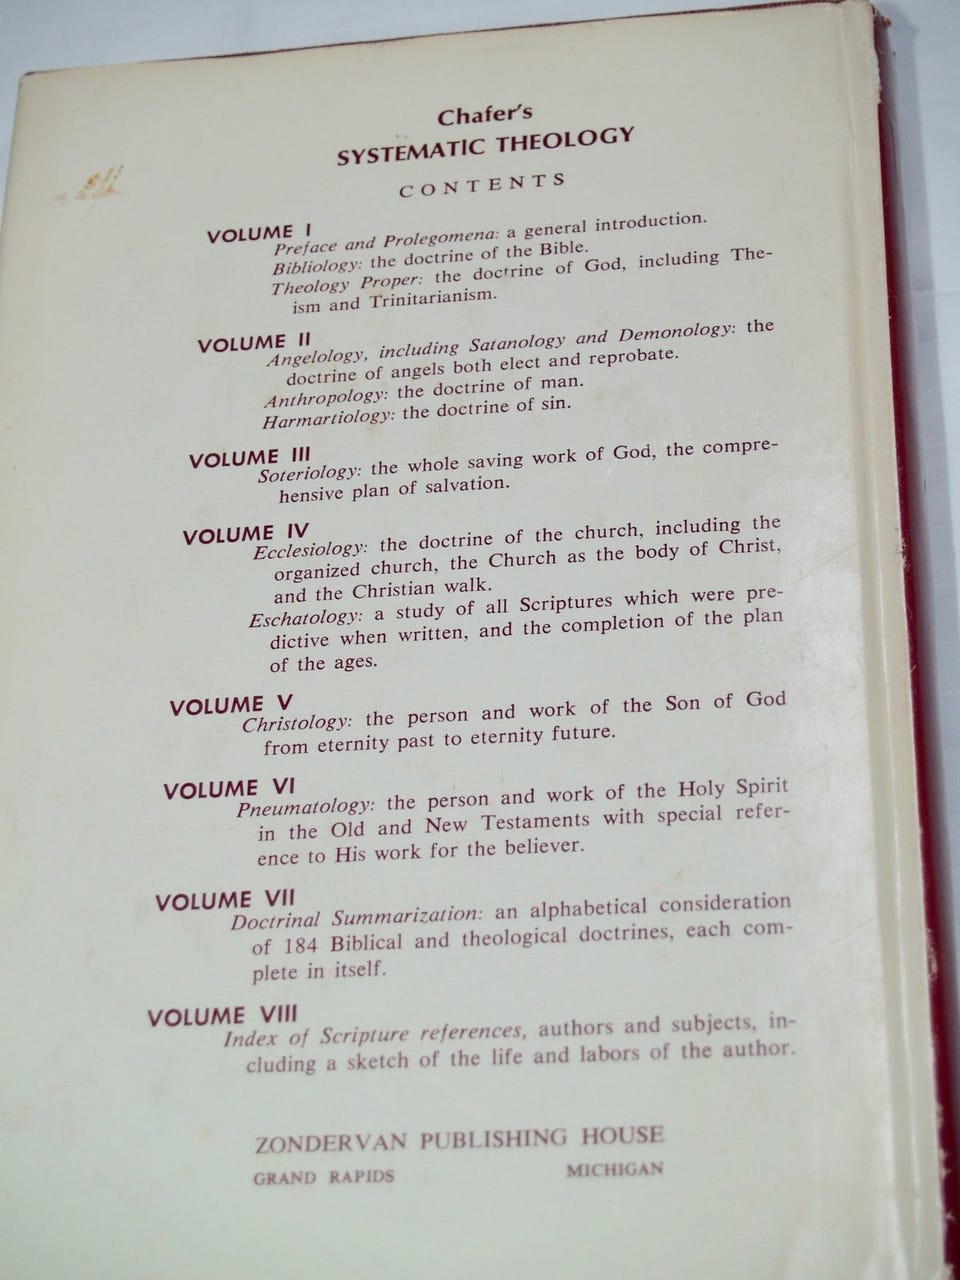 Chafer's
SYSTEMATIC THEOLOGY
CONTENTS
VOLUME I
Preface and Prolegomena: a general introduction.
Bibliology: the doctrine of the Bible.
Theology Proper: the doctrine of God, including The-
ism and Trinitarianism.
VOLUME II
Angelology, including Satanology and Demonology: the
doctrine of angels both elect and reprobate.
Anthropology: the doctrine of man.
Harmartiology: the doctrine of sin.
VOLUME III
Soteriology: the whole saving work of God, the compre-
hensive plan of salvation.
VOLUME IV
Ecclesiology: the doctrine of the church, including the
organized church, the Church as the body of Christ,
and the Christian walk.
Eschatology: a study of all Scriptures which were pre-
dictive when written, and the completion of the plan
of the ages.
VOLUME V
Christology: the person and work of the Son of God
from eternity past to eternity future.
VOLUME VI
Pneumatology: the person and work of the Holy Spirit
in the Old and New Testaments with special refer-
ence to His work for the believer.
VOLUME VII
Doctrinal Summarization: an alphabetical consideration
of 184 Biblical and theological doctrines, each com-
plete in itself.
VOLUME VIII
Index of Scripture references, authors and subjects, in-
cluding a sketch of the life and labors of the author.
ZONDERVAN PUBLISHING HOUSE
GRAND RAPIDS MICHIGAN